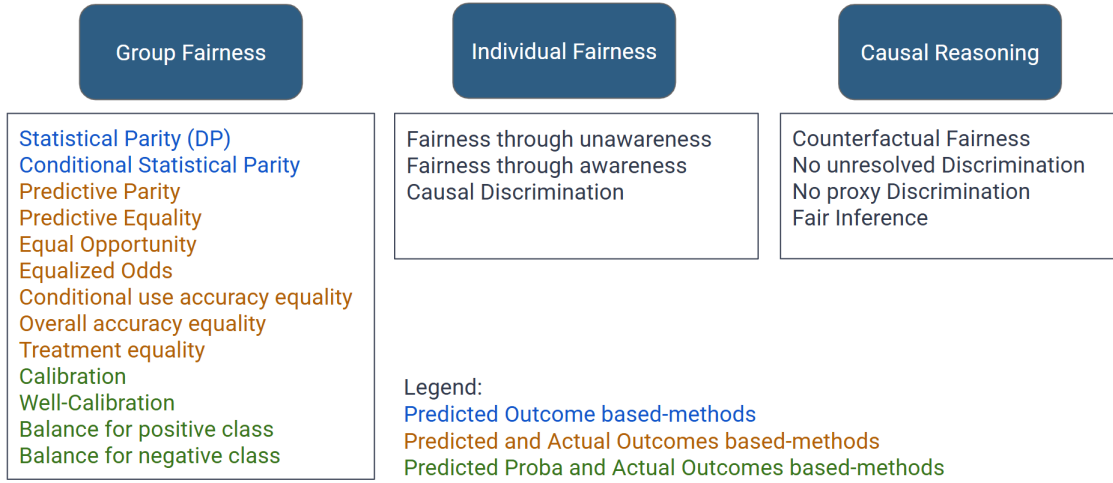 Group Fairness
Statistical Parity (DP)
Conditional Statistical Parity
Predictive Parity
Predictive Equality
Equal Opportunity
Equalized Odds
Conditional use accuracy equality
Overall accuracy equality
Treatment equality
Calibration
Well-Calibration
Balance for positive class
Balance for negative class
Individual Fairness
Fairness through unawareness
Fairness through awareness
Causal Discrimination
Causal Reasoning
Counterfactual Fairness
No unresolved Discrimination
No proxy Discrimination
Fair Inference
Legend:
Predicted Outcome based-methods
Predicted and Actual Outcomes based-methods
Predicted Proba and Actual Outcomes based-methods